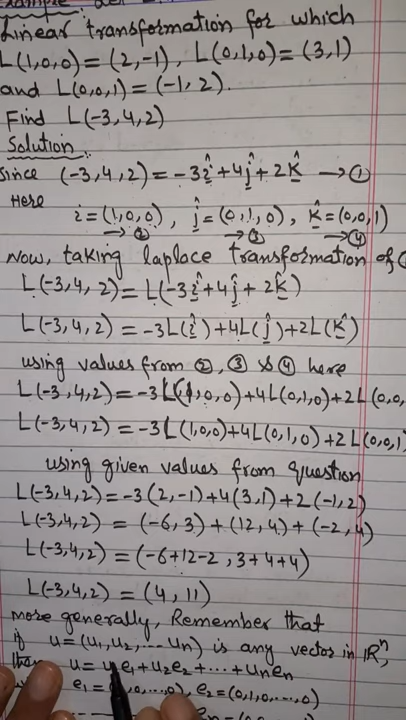 Linear transformation for which
L(1,0,0)=(2,-1), L(0,1,0)=(3,1)
and L(0,0,1)=(-1,2).
Find L(-3,4,2)
Solution:
Since (-3,4,2) = -3î+4ĵ+2k̂ → ①
Here
i=(1,0,0), ĵ=(0,1,0), k̂=(0,0,1)
→② →③ →④
Now, taking laplace transformation of
L(-3,4,2)=L(-3î+4ĵ+2k̂)
L(-3,4,2)=-3L(î)+4L(ĵ)+2L(k̂)
using values from ②, ③ & ④ here
L(-3,4,2)=-3L(1,0,0)+4L(0,1,0)+2L(0,0,
L(-3,4,2)=-3L(1,0,0)+4L(0,1,0)+2L(0,0,1)
using given values from question
L(-3,4,2)=-3(2,-1)+4(3,1)+2(-1,2)
L(-3,4,2) = (-6,3)+(12,4)+(-2,4)
L(-3,4,2) = (-6+12-2, 3+4+4)
L(-3,4,2) = (4,11)
more generally, Remember that
if u=(u1,u2,...un) is any vector in ℝⁿ,
u= e1+u2e2+...+unen
e1=( ,0,...,0), e2=(0,1,0,...,0)